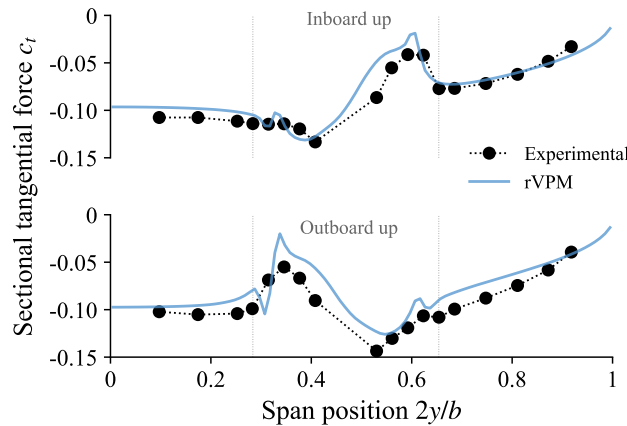 Sectional tangential force cₜ
0
Inboard up
-0.05
-0.10
-0.15
Experimental
rVPM
0
Outboard up
-0.05
-0.10
-0.15
0
0.2
0.4
0.6
0.8
1
Span position 2y/b